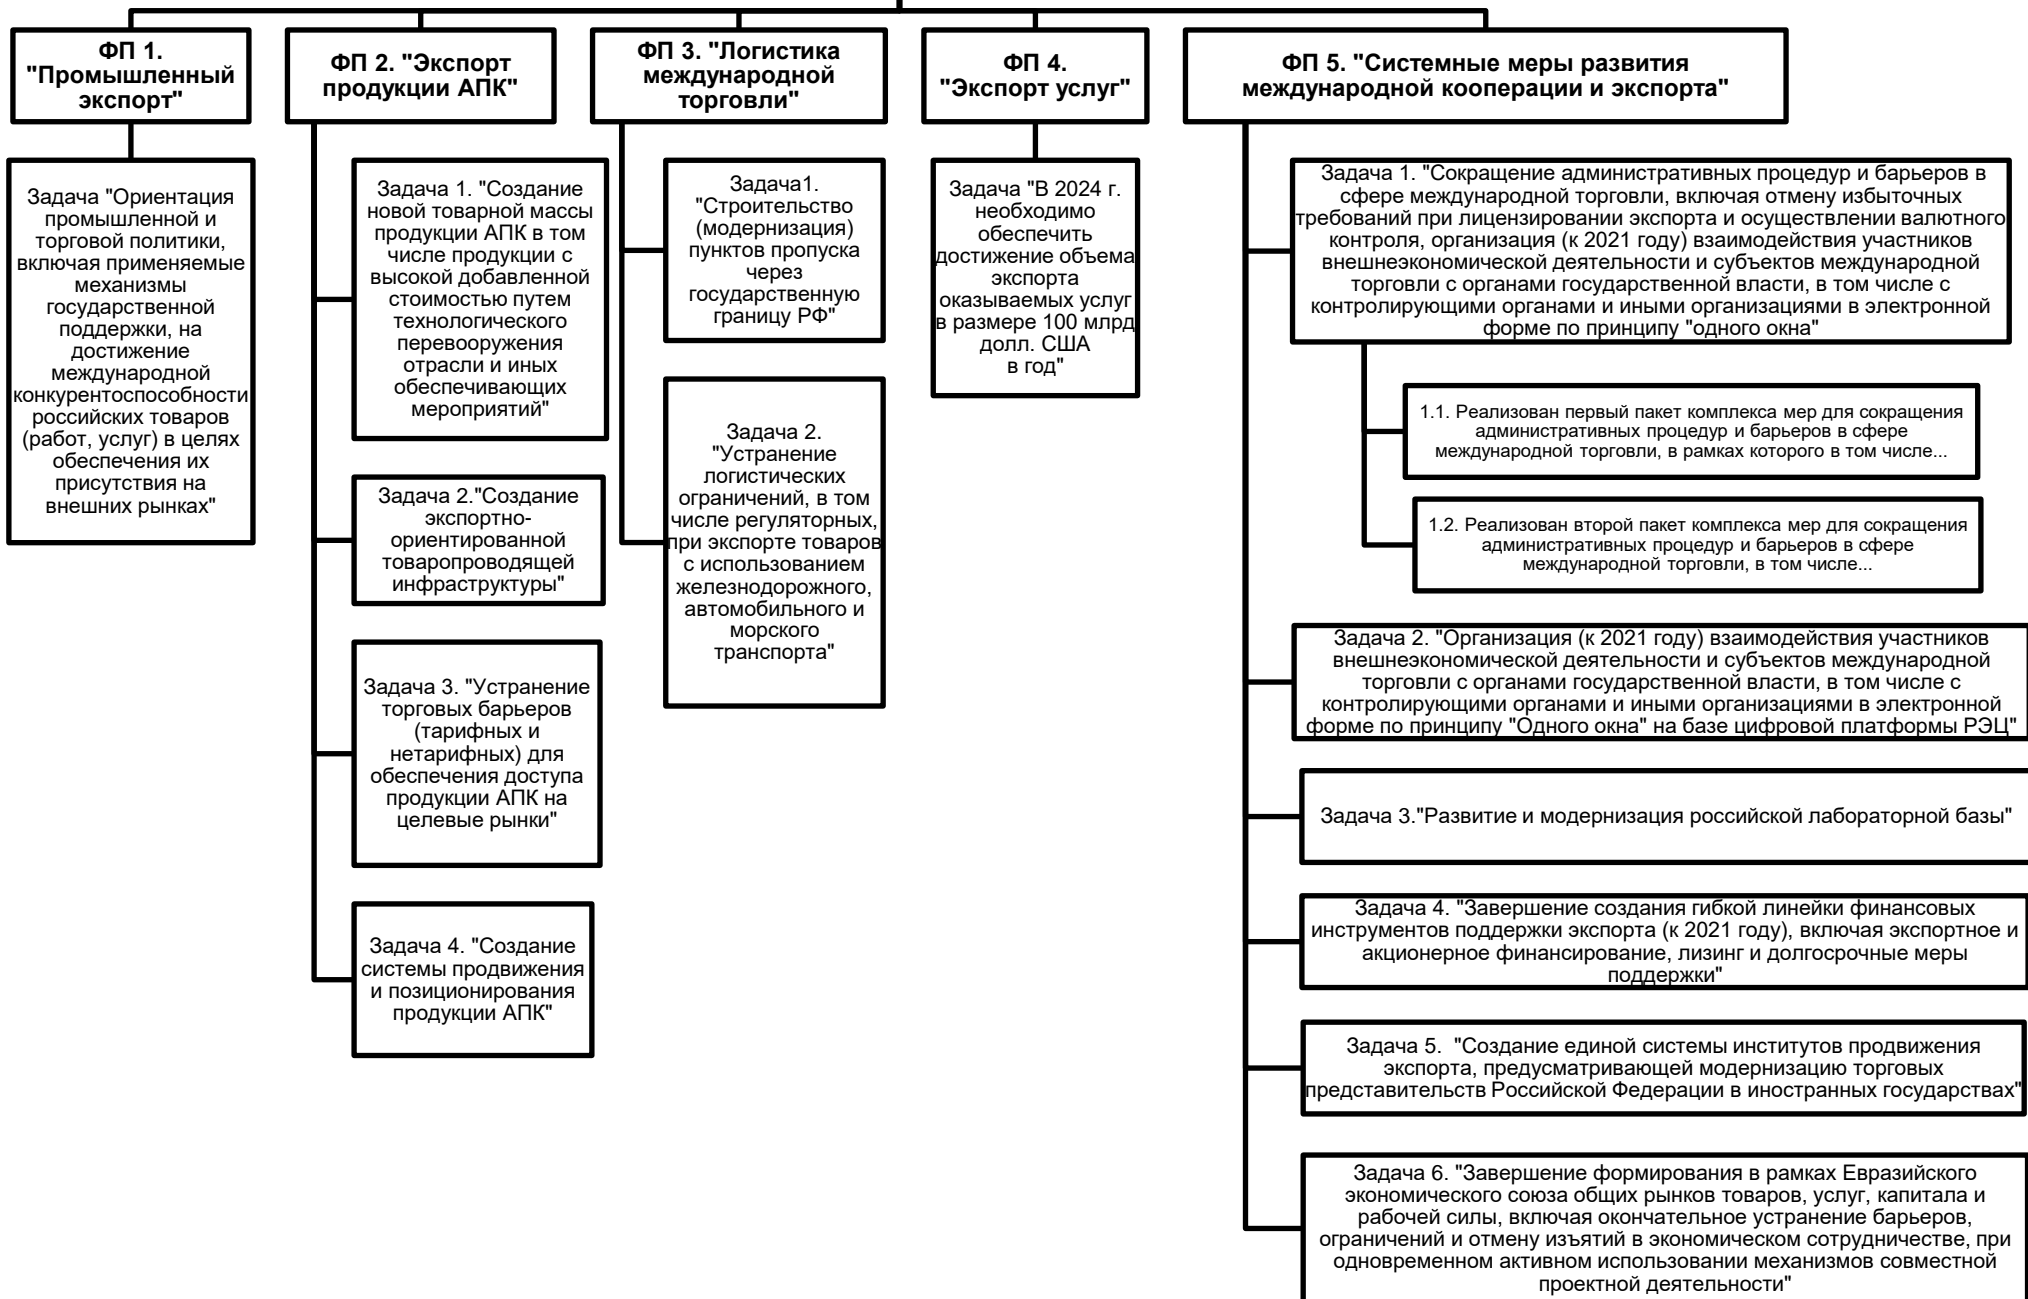 ФП 1.
"Промышленный
экспорт"
Задача "Ориентация
промышленной и
торговой политики,
включая применяемые
механизмы
государственной
поддержки, на
достижение
международной
конкурентоспособности
российских товаров
(работ, услуг) в целях
обеспечения их
присутствия на
внешних рынках"
ФП 2. "Экспорт
продукции АПК"
Задача 1. "Создание
новой товарной массы
продукции АПК в том
числе продукции с
высокой добавленной
стоимостью путем
технологического
перевооружения
отрасли и иных
обеспечивающих
мероприятий"
Задача 2."Создание
экспортно-
ориентированной
товаропроводящей
инфраструктуры"
Задача 3. "Устранение
торговых барьеров
(тарифных и
нетарифных) для
обеспечения доступа
продукции АПК на
целевые рынки"
Задача 4. "Создание
системы продвижения
и позиционирования
продукции АПК"
ФП 3. "Логистика
международной
торговли"
Задача1.
"Строительство
(модернизация)
пунктов пропуска
через
государственную
границу РФ"
Задача 2.
"Устранение
логистических
ограничений, в том
числе регуляторных,
при экспорте товаров
с использованием
железнодорожного,
автомобильного и
морского
транспорта"
ФП 4.
"Экспорт услуг"
Задача "В 2024 г.
необходимо
обеспечить
достижение объема
экспорта
оказываемых услуг
в размере 100 млрд
долл. США
в год"
ФП 5. "Системные меры развития
международной кооперации и экспорта"
Задача 1. "Сокращение административных процедур и барьеров в
сфере международной торговли, включая отмену избыточных
требований при лицензировании экспорта и осуществлении валютного
контроля, организация (к 2021 году) взаимодействия участников
внешнеэкономической деятельности и субъектов международной
торговли с органами государственной власти, в том числе с
контролирующими органами и иными организациями в электронной
форме по принципу "одного окна"
1.1. Реализован первый пакет комплекса мер для сокращения
административных процедур и барьеров в сфере
международной торговли, в рамках которого в том числе...
1.2. Реализован второй пакет комплекса мер для сокращения
административных процедур и барьеров в сфере
международной торговли, в том числе...
Задача 2. "Организация (к 2021 году) взаимодействия участников
внешнеэкономической деятельности и субъектов международной
торговли с органами государственной власти, в том числе с
контролирующими органами и иными организациями в электронной
форме по принципу "Одного окна" на базе цифровой платформы РЭЦ"
Задача 3."Развитие и модернизация российской лабораторной базы"
Задача 4. "Завершение создания гибкой линейки финансовых
инструментов поддержки экспорта (к 2021 году), включая экспортное и
акционерное финансирование, лизинг и долгосрочные меры
поддержки"
Задача 5.  "Создание единой системы институтов продвижения
экспорта, предусматривающей модернизацию торговых
представительств Российской Федерации в иностранных государствах"
Задача 6. "Завершение формирования в рамках Евразийского
экономического союза общих рынков товаров, услуг, капитала и
рабочей силы, включая окончательное устранение барьеров,
ограничений и отмену изъятий в экономическом сотрудничестве, при
одновременном активном использовании механизмов совместной
проектной деятельности"